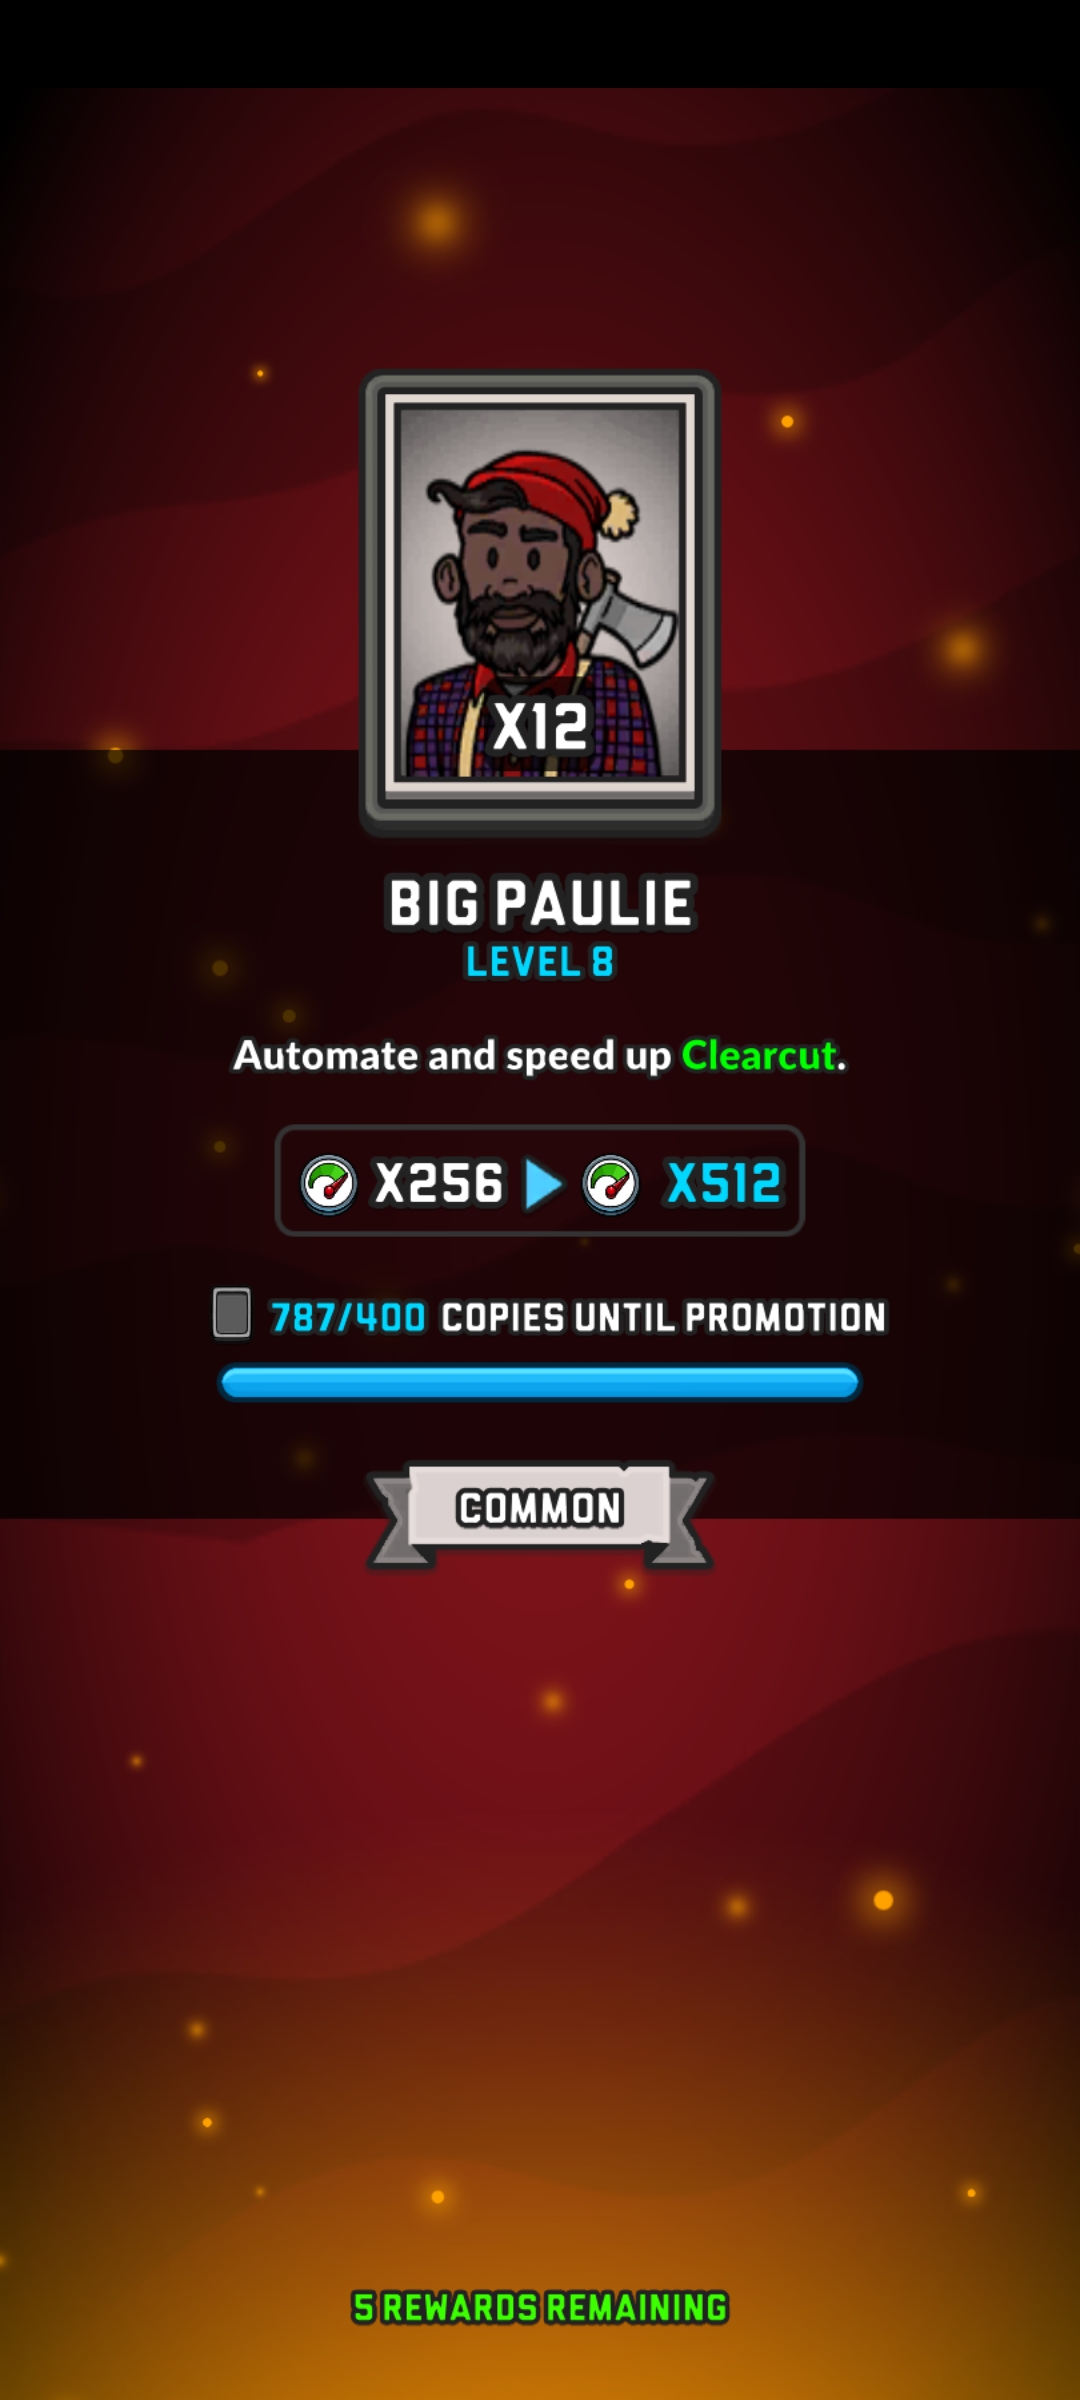 X12
BIG PAULIE
LEVEL 8
Automate and speed up Clearcut.
X256 X512
787/400 COPIES UNTIL PROMOTION
COMMON
5 REWARDS REMAINING